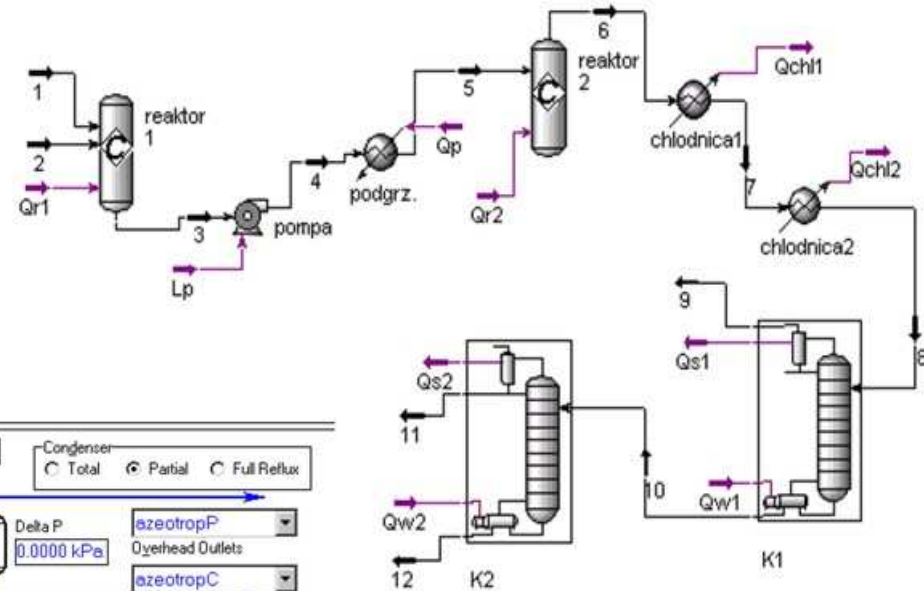 6
Qchl1
1
reaktor
1
2
Qr1
5
reaktor
2
Qp
4
podgrz.
Qr2
chlodnica1
Qchl2
7
chlodnica2
3
pompa
Lp
9
Qs1
8
Qs2
11
10
Qw1
Qw2
12
K2
K1
Condenser
Total
Partial
Full Reflux
Delta P
0.0000 kPa
azeotropP
Overhead Outlets
azeotropC